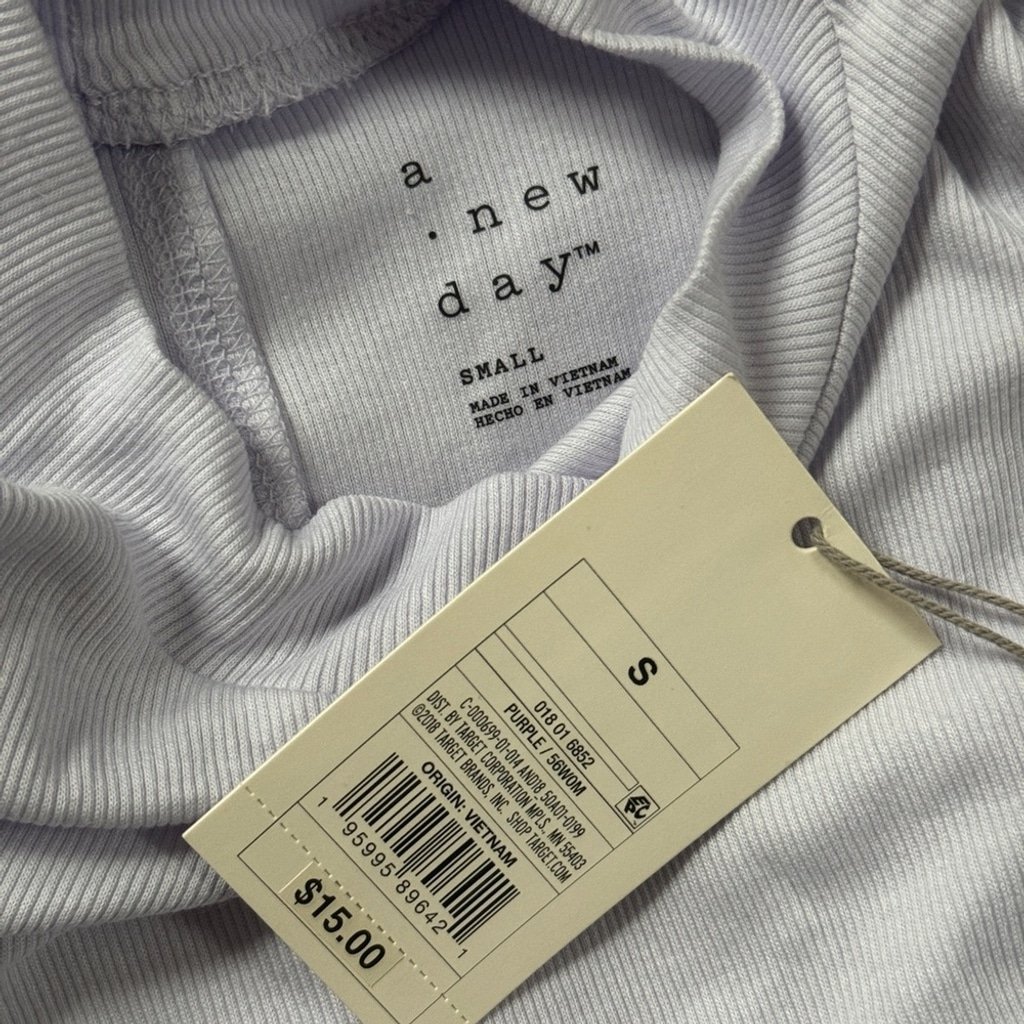 a
.new
day™
SMALL
MADE IN VIETNAM
HECHO EN VIETNAM
S
018 01 6852
PURPLE / 56W0M
C-000699-01-014 AND18 50A01-0199
DIST. BY TARGET CORPORATION MPLS., MN 55403
©2018 TARGET BRANDS, INC. SHOP TARGET.COM
ORIGIN: VIETNAM
1 95995 89642 1
$15.00